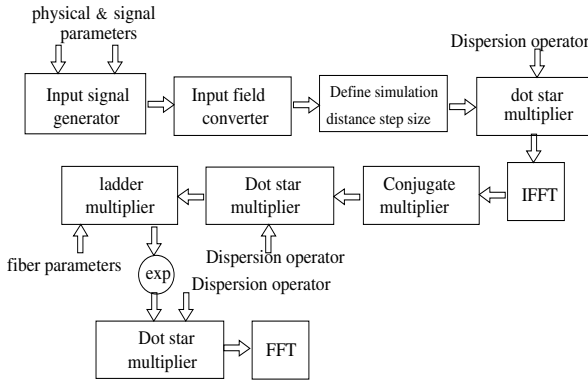 physical & signal
parameters
Dispersion operator
Input signal
generator
Input field
converter
Define simulation
distance step size
dot star
multiplier
ladder
multiplier
Dot star
multiplier
Conjugate
multiplier
IFFT
fiber parameters
exp
Dispersion operator
Dispersion operator
Dot star
multiplier
FFT